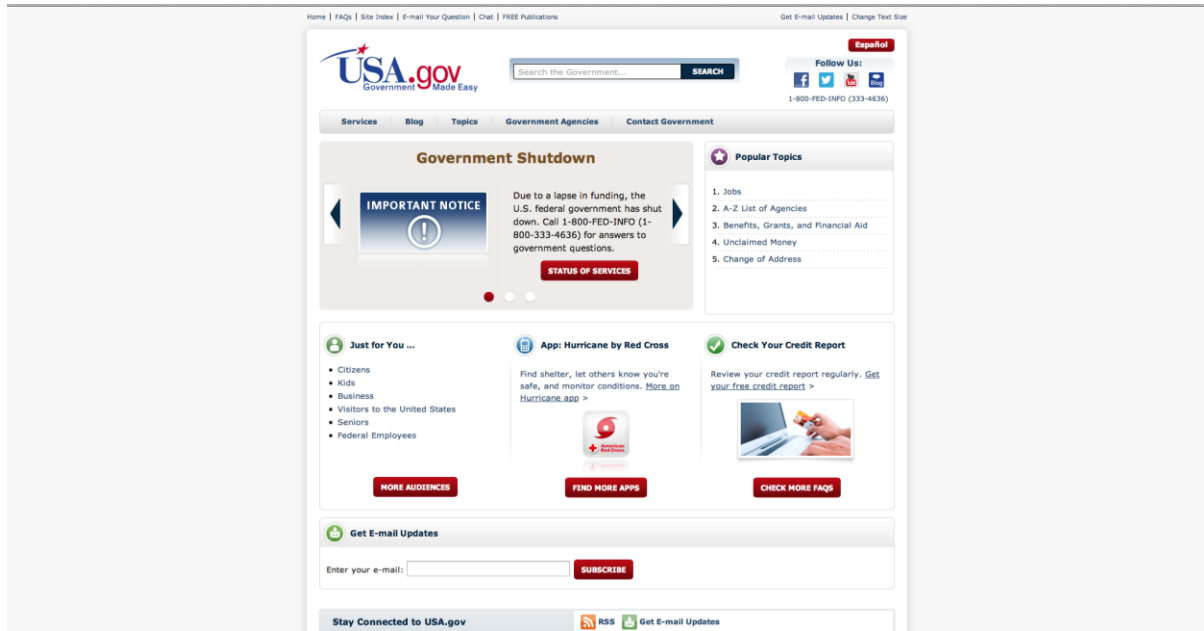 Home | FAQs | Site Index | E-mail Your Question | Chat | FREE Publications
Get E-mail Updates | Change Text Size
Español
USA.gov
Government Made Easy
Search the Government...
SEARCH
Follow Us:
You Tube
Blog
1-800-FED-INFO (333-4636)
Services
Blog
Topics
Government Agencies
Contact Government
Government Shutdown
IMPORTANT NOTICE
Due to a lapse in funding, the
U.S. federal government has shut
down. Call 1-800-FED-INFO (1-
800-333-4636) for answers to
government questions.
STATUS OF SERVICES
Popular Topics
1. Jobs
2. A-Z List of Agencies
3. Benefits, Grants, and Financial Aid
4. Unclaimed Money
5. Change of Address
Just for You ...
• Citizens
• Kids
• Business
• Visitors to the United States
• Seniors
• Federal Employees
MORE AUDIENCES
App: Hurricane by Red Cross
Find shelter, let others know you're
safe, and monitor conditions. More on
Hurricane app >
American
Red Cross
FIND MORE APPS
Check Your Credit Report
Review your credit report regularly. Get
your free credit report >
CHECK MORE FAQS
Get E-mail Updates
Enter your e-mail:
SUBSCRIBE
Stay Connected to USA.gov
RSS
Get E-mail Updates